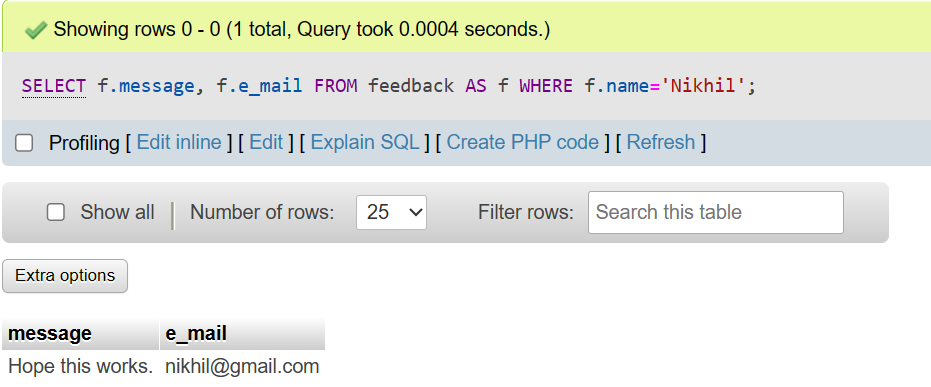 Showing rows 0 - 0 (1 total, Query took 0.0004 seconds.)
SELECT f.message, f.e_mail FROM feedback AS f WHERE f.name='Nikhil';
Profiling [ Edit inline ] [ Edit ] [ Explain SQL ] [ Create PHP code ] [ Refresh ]
Show all | Number of rows: 25 Filter rows: Search this table
Extra options
message e_mail
Hope this works. nikhil@gmail.com